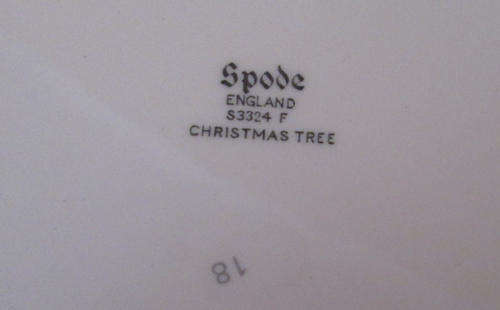 Spode
ENGLAND
S3324 F
CHRISTMAS TREE
18